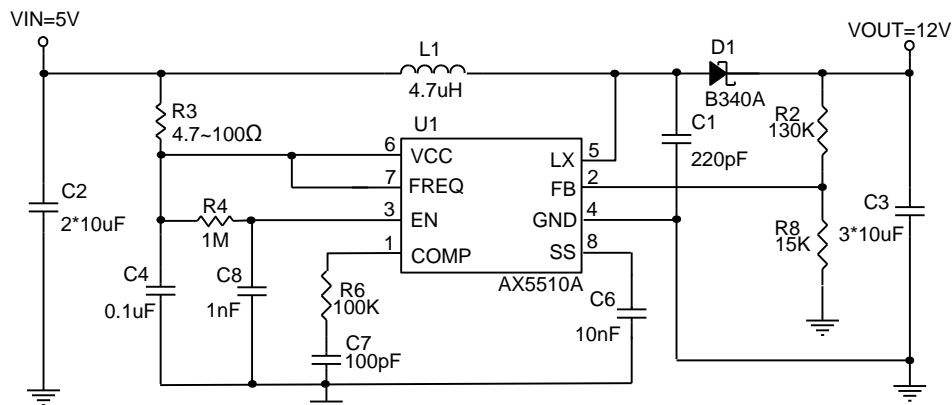 VIN=5V
VOUT=12V
L1
4.7uH
D1
B340A
R3
4.7~100Ω
U1
C1
220pF
R2
130K
6
VCC
LX
5
7
FREQ
FB
2
C2
2*10uF
R4
1M
3
EN
GND
4
C3
3*10uF
R8
15K
1
COMP
SS
8
AX5510A
C4
0.1uF
C8
1nF
R6
100K
C6
10nF
C7
100pF